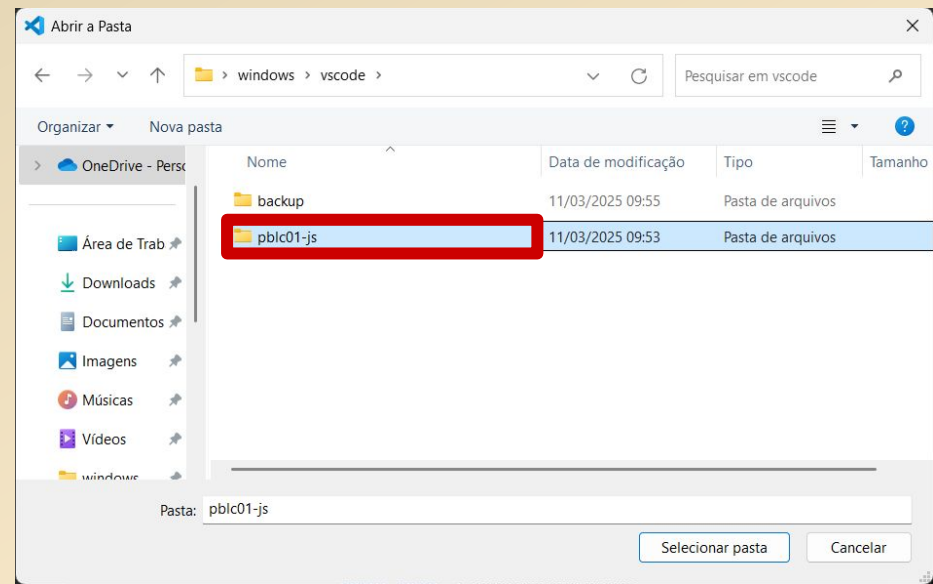 Abrir a Pasta
windows > vscode >
Pesquisar em vscode
Organizar
Nova pasta
?
Nome
Data de modificação
Tipo
Tamanho
OneDrive - Perso
backup
11/03/2025 09:55
Pasta de arquivos
pblc01-js
11/03/2025 09:53
Pasta de arquivos
Área de Trab
Downloads
Documentos
Imagens
Músicas
Vídeos
windows
Pasta: pblc01-js
Selecionar pasta
Cancelar